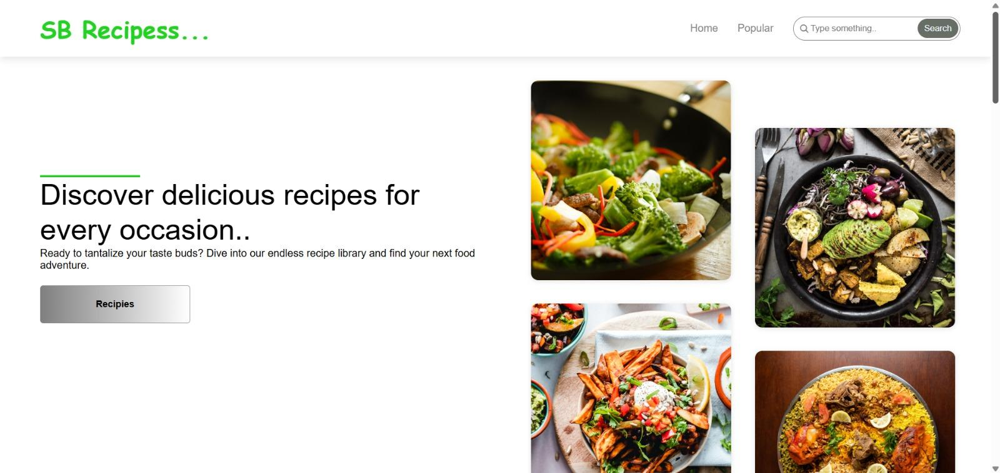 SB Recipess...
Home
Popular
Type something..
Search
Discover delicious recipes for
every occasion..
Ready to tantalize your taste buds? Dive into our endless recipe library and find your next food
adventure.
Recipies